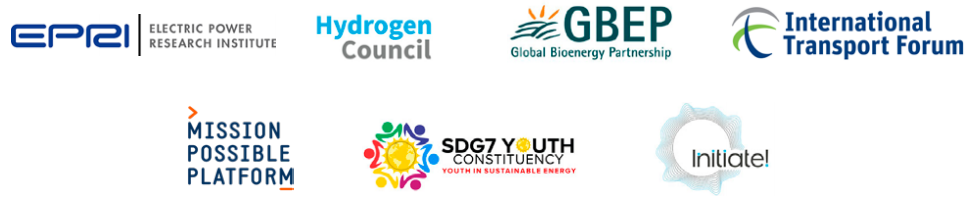 EPRI
ELECTRIC POWER
RESEARCH INSTITUTE
Hydrogen
Council
GBEP
Global Bioenergy Partnership
International
Transport Forum
MISSION
POSSIBLE
PLATFORM
SDG7 YOUTH
CONSTITUENCY
YOUTH IN SUSTAINABLE ENERGY
Initiate!